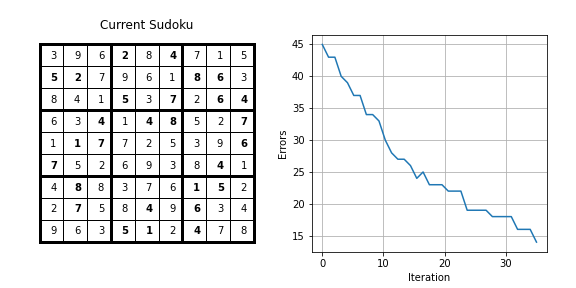 Current Sudoku
3 9 6 2 8 4 7 1 5
5 2 7 9 6 1 8 6 3
8 4 1 5 3 7 2 6 4
6 3 4 1 4 8 5 2 7
1 1 7 7 2 5 3 9 6
7 5 2 6 9 3 8 4 1
4 8 8 3 7 6 1 5 2
2 7 5 8 4 9 6 3 4
9 6 3 5 1 2 4 7 8
45
40
35
30
25
20
15
Errors
0 10 20 30
Iteration